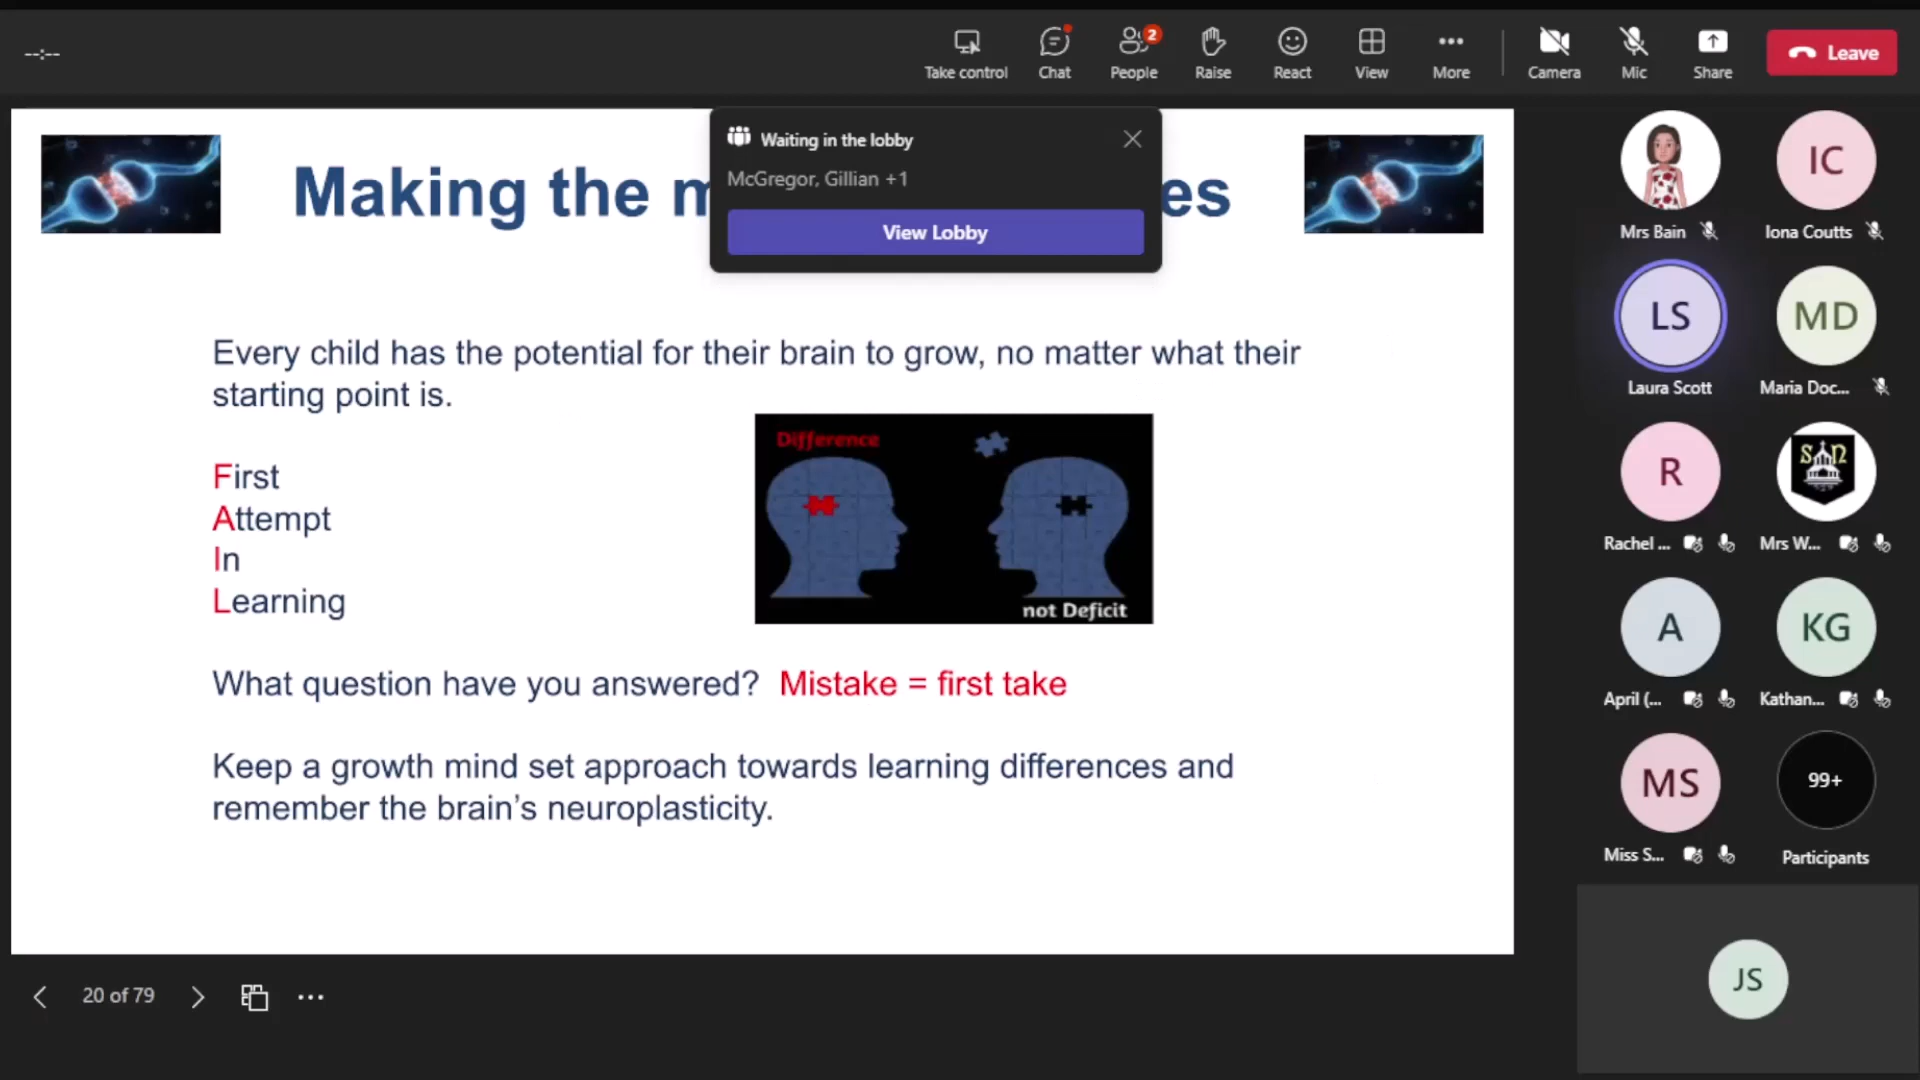 --:--
Take control
Chat
People
2
Raise
React
View
More
Camera
Mic
Share
Leave
Waiting in the lobby
McGregor, Gillian +1
View Lobby
Making the m
es
Every child has the potential for their brain to grow, no matter what their
starting point is.
First
Attempt
In
Learning
Difference
not Deficit
What question have you answered? Mistake = first take
Keep a growth mind set approach towards learning differences and
remember the brain's neuroplasticity.
20 of 79
Mrs Bain
IC
Iona Coutts
LS
Laura Scott
MD
Maria Doc...
R
Rachel ...
SN
Mrs W...
A
April (...
KG
Kathan...
MS
Miss S...
99+
Participants
JS